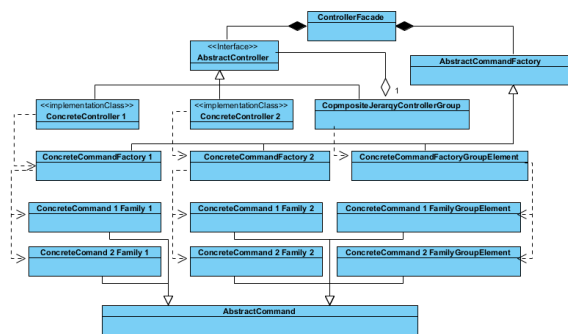 ControllerFacade
<<Interface>>
AbstractController
AbstractCommandFactory
<<implementationClass>>
ConcreteController 1
<<implementationClass>>
ConcreteController 2
CopmpositeJerarqyControllerGroup
1
ConcreteCommandFactory 1
ConcreteCommandFactory 2
ConcreteCommandFactoryGroupElement
ConcreteCommand 1 Family 1
ConcreteCommand 1 Family 2
ConcreteCommand 1 FamilyGroupElement
ConcreteComand 2 Family 1
ConcreteCommand 2 Family 2
ConcreteCommand 2 FamilyGroupElement
AbstractCommand